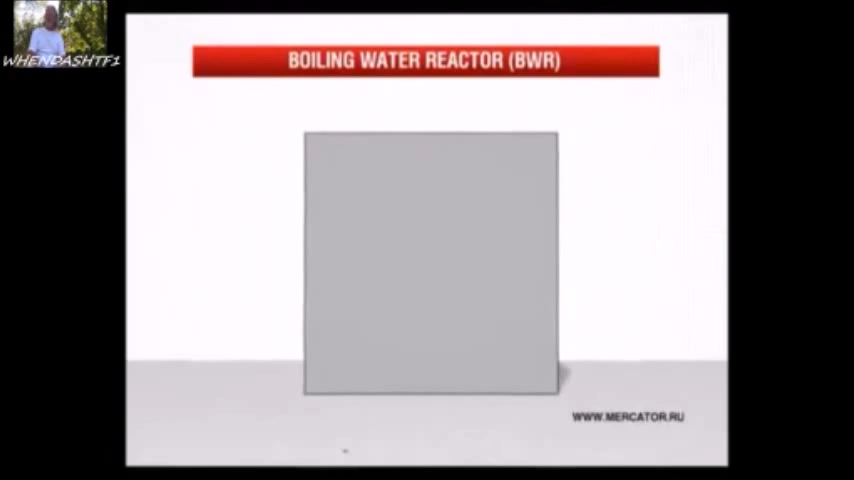 WHENDASHTF1
BOILING WATER REACTOR (BWR)
WWW.MERCATOR.RU